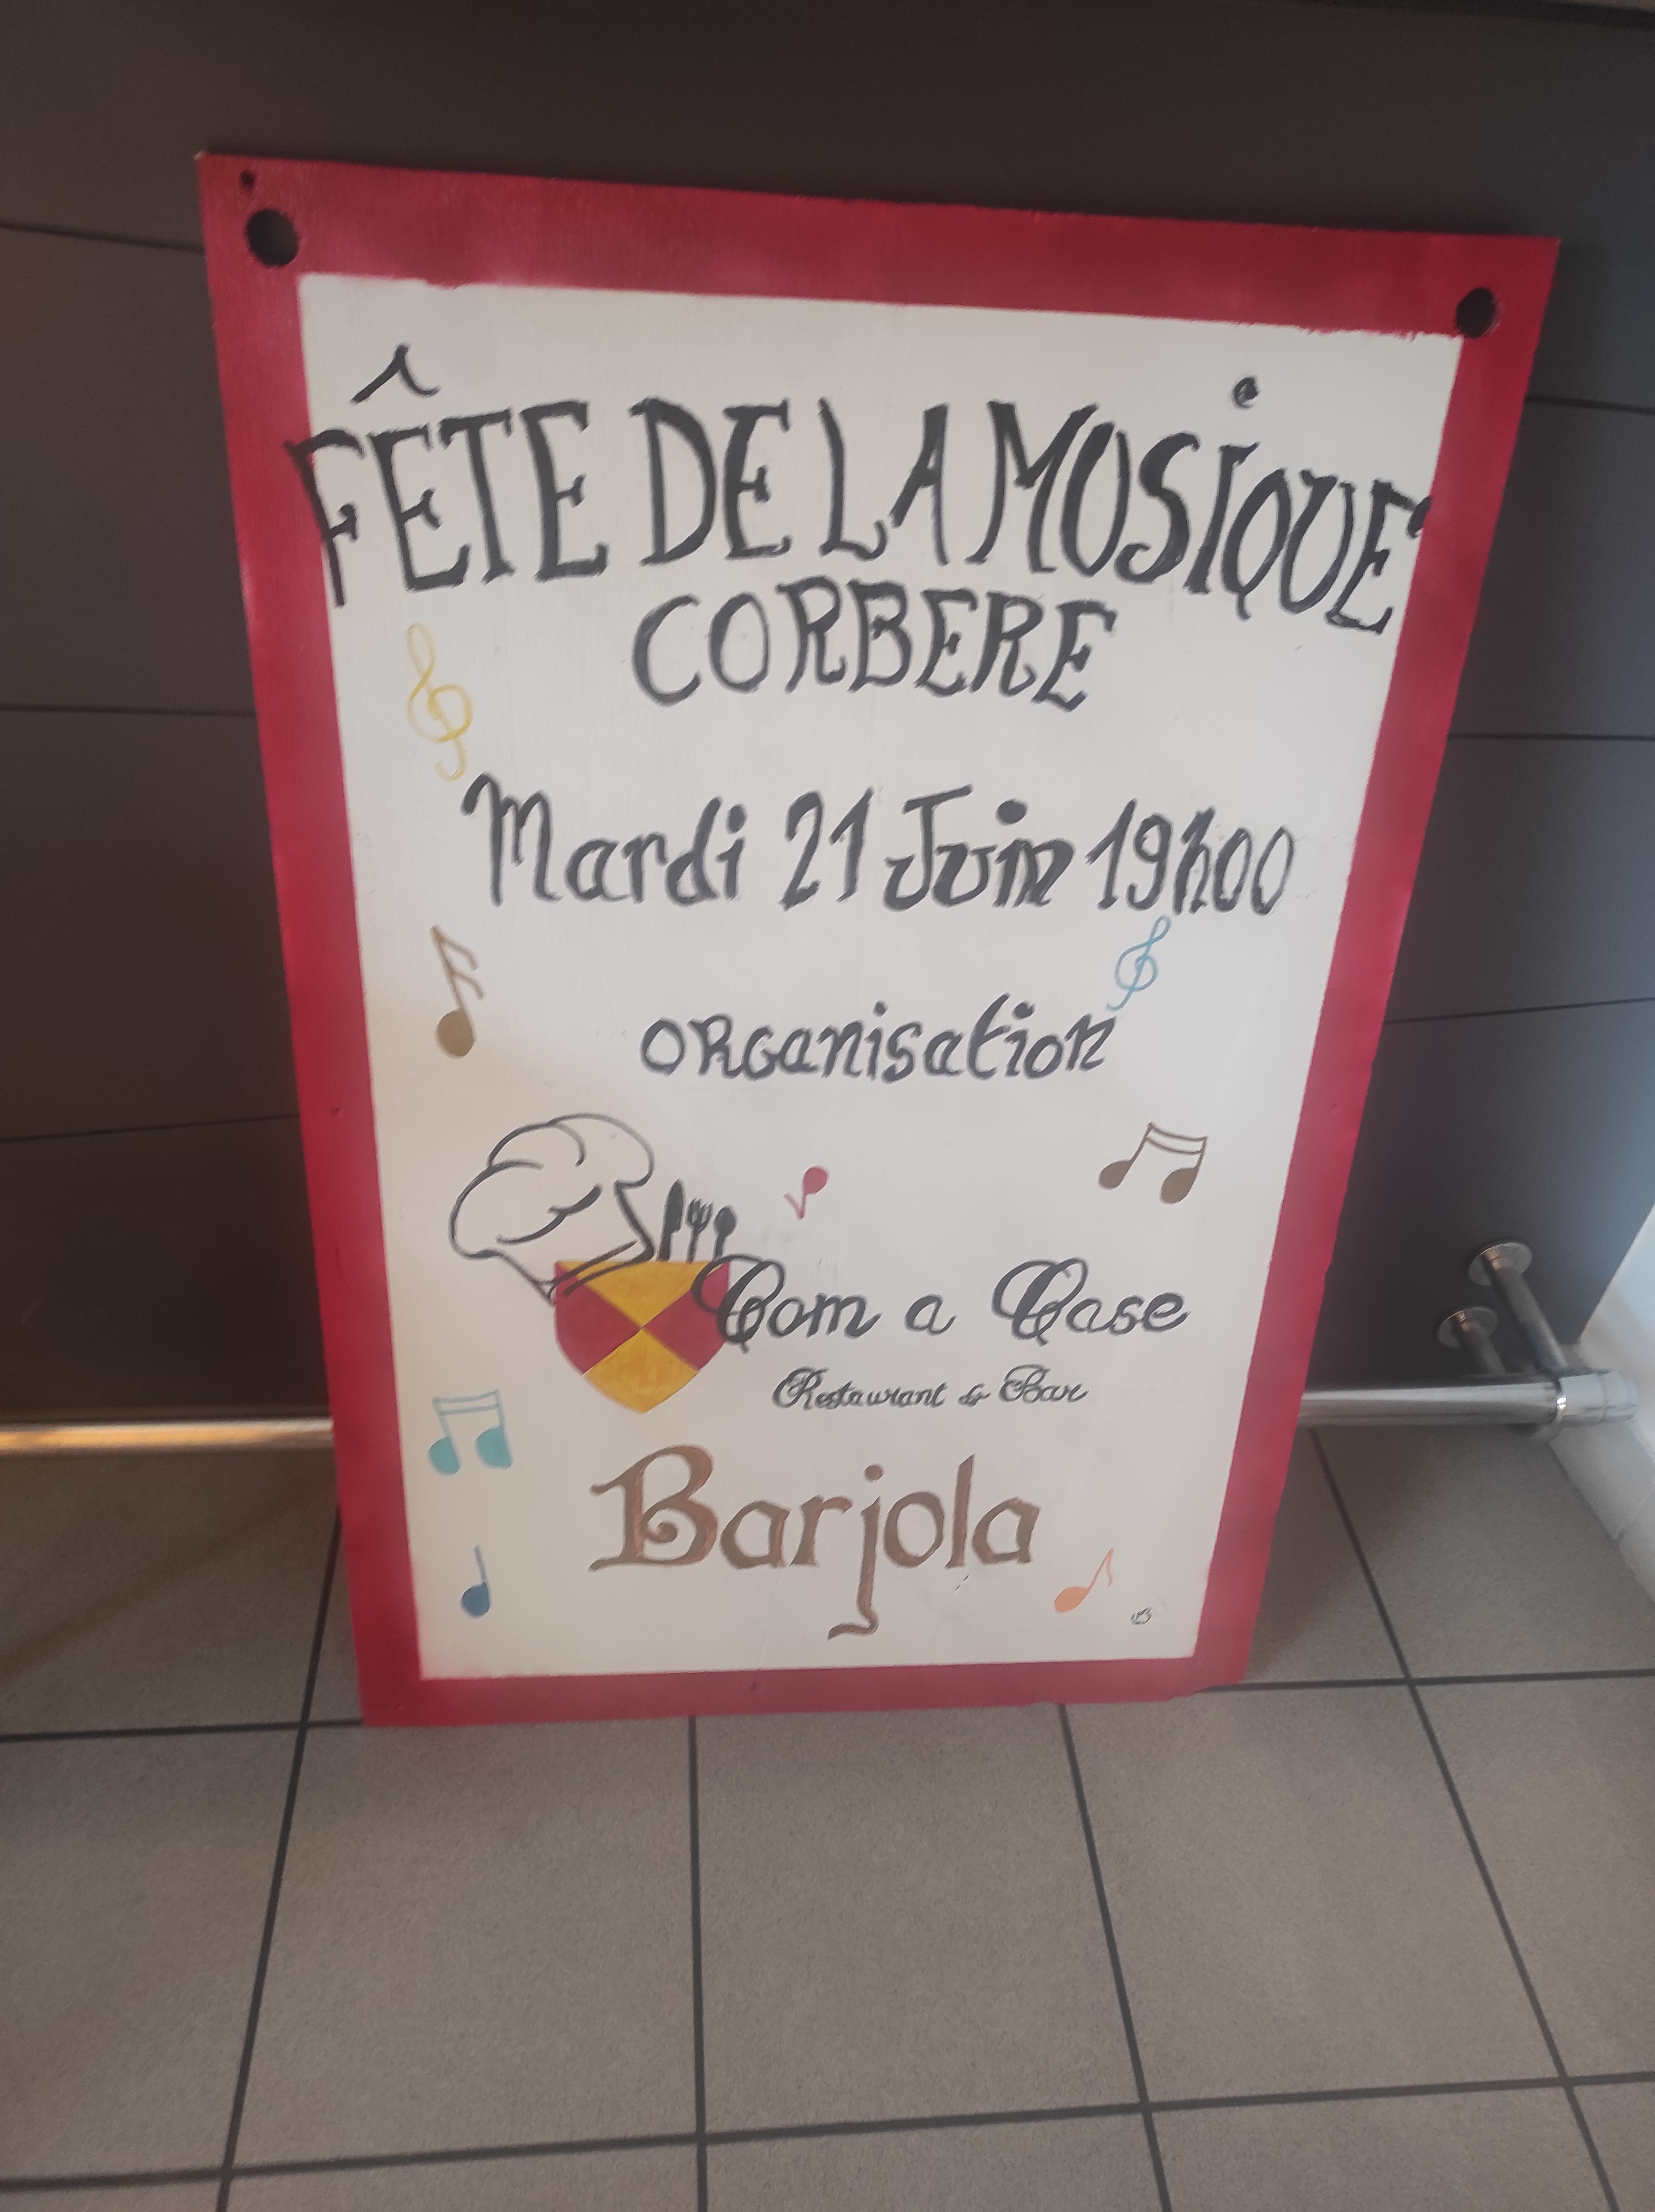 FÊTE DE LA MUSIQUE
CORBERE
Mardi 21 Juin 19h00
ORGanisation
Com a Case
Restaurant & Bar
Barjola